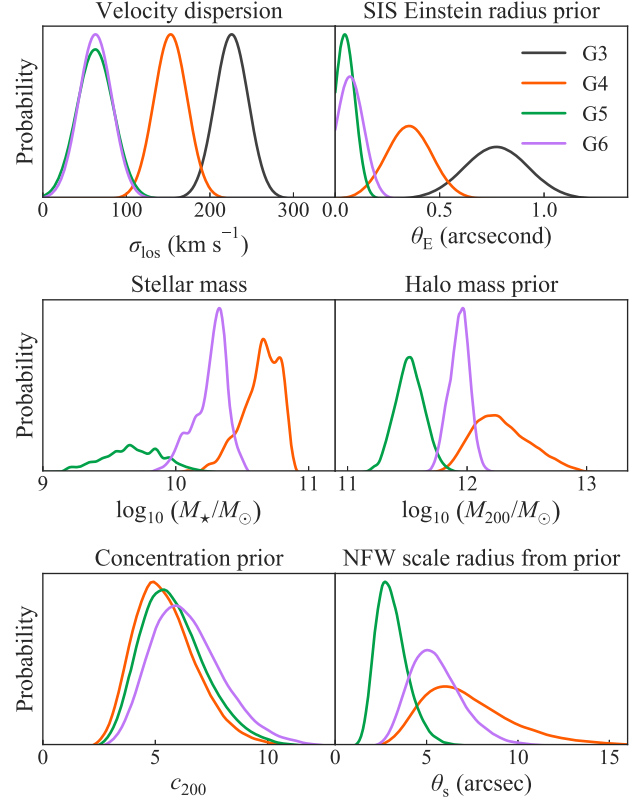 Velocity dispersion
SIS Einstein radius prior
Probability
G3
G4
G5
G6
0 100 200 300
0.0 0.5 1.0
σlos (km s−1)
θE (arcsecond)
Stellar mass
Halo mass prior
Probability
9 10 11
11 12 13
log10 (M★/M⊙)
log10 (M200/M⊙)
Concentration prior
NFW scale radius from prior
Probability
0 5 10
0 5 10 15
c200
θs (arcsec)